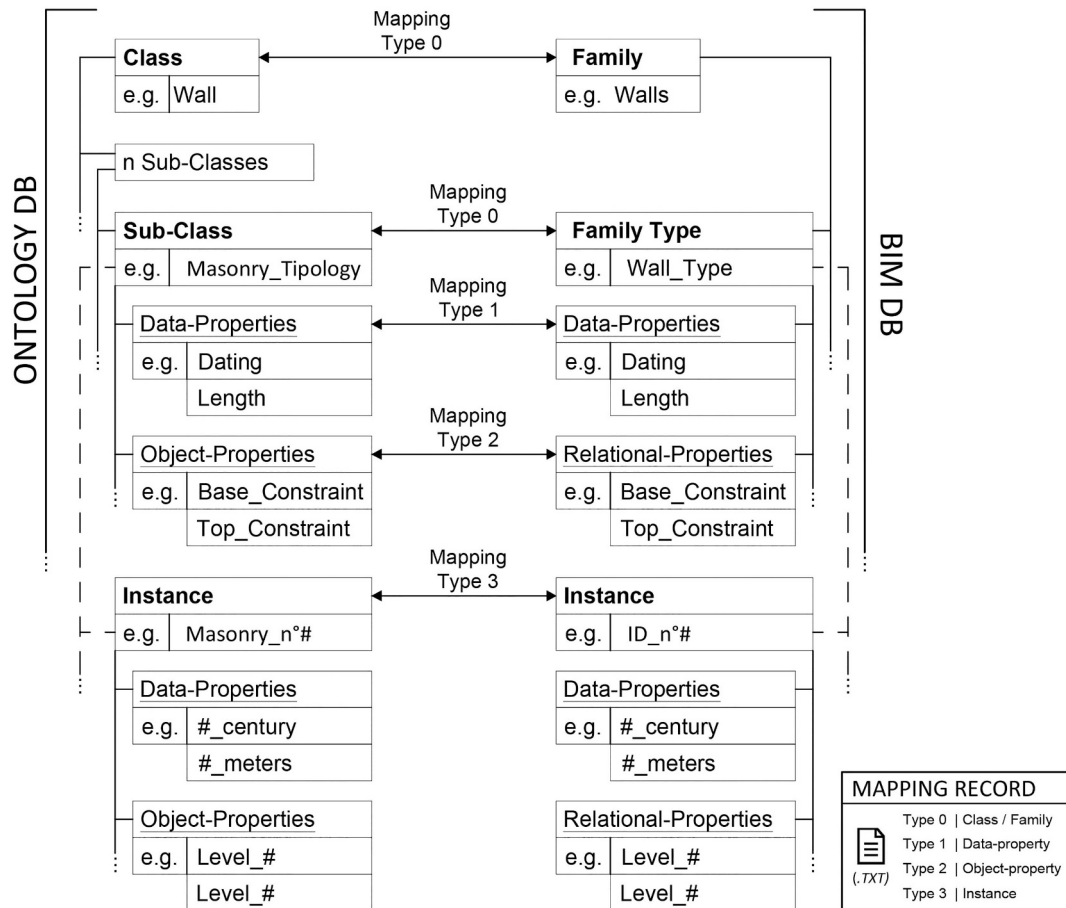 ONTOLOGY DB
BIM DB
Mapping
Type 0
Class
e.g. Wall
Family
e.g. Walls
n Sub-Classes
Mapping
Type 0
Sub-Class
e.g. Masonry_Tipology
Family Type
e.g. Wall_Type
Mapping
Type 1
Data-Properties
e.g. Dating
Length
Data-Properties
e.g. Dating
Length
Mapping
Type 2
Object-Properties
e.g. Base_Constraint
Top_Constraint
Relational-Properties
e.g. Base_Constraint
Top_Constraint
Mapping
Type 3
Instance
e.g. Masonry_n°#
Instance
e.g. ID_n°#
Data-Properties
e.g. #_century
#_meters
Data-Properties
e.g. #_century
#_meters
Object-Properties
e.g. Level_#
Level_#
Relational-Properties
e.g. Level_#
Level_#
MAPPING RECORD
(.TXT)
Type 0 | Class / Family
Type 1 | Data-property
Type 2 | Object-property
Type 3 | Instance